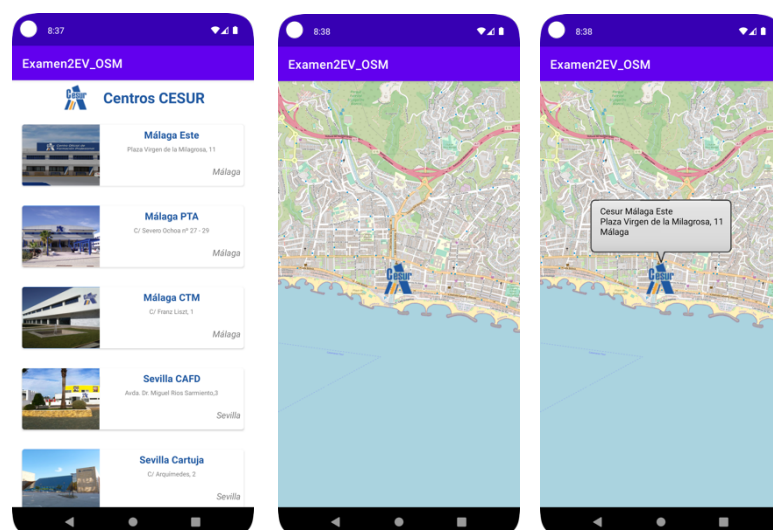 8:37
Examen2EV_OSM
Cesur
Centros CESUR
Málaga Este
Plaza Virgen de la Milagrosa, 11
Málaga
Málaga PTA
C/ Severo Ochoa nº 27 - 29
Málaga
Málaga CTM
C/ Franz Liszt, 1
Málaga
Sevilla CAFD
Avda. Dr. Miguel Ríos Sarmiento,3
Sevilla
Sevilla Cartuja
C/ Arquimedes, 2
Sevilla
8:38
Examen2EV_OSM
Cesur
8:38
Examen2EV_OSM
Cesur Málaga Este
Plaza Virgen de la Milagrosa, 11
Málaga
Cesur